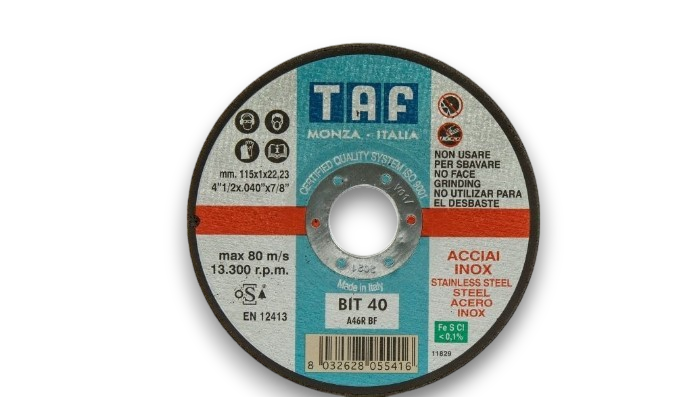 TAF
MONZA - ITALIA
CERTIFIED QUALITY SYSTEM ISO 9001
mm. 115x1x22,23
4"1/2x.040"x7/8"
NON USARE
PER SBAVARE
NO FACE
GRINDING
NO UTILIZAR PARA
EL DESBASTE
max 80 m/s
13.300 r.p.m.
EN 12413
2021
Made in Italy
BIT 40
A46R BF
8 032628 055416
ACCIAI
INOX
STAINLESS STEEL
STEEL
ACERO
INOX
Fe S Cl
< 0,1%
11829